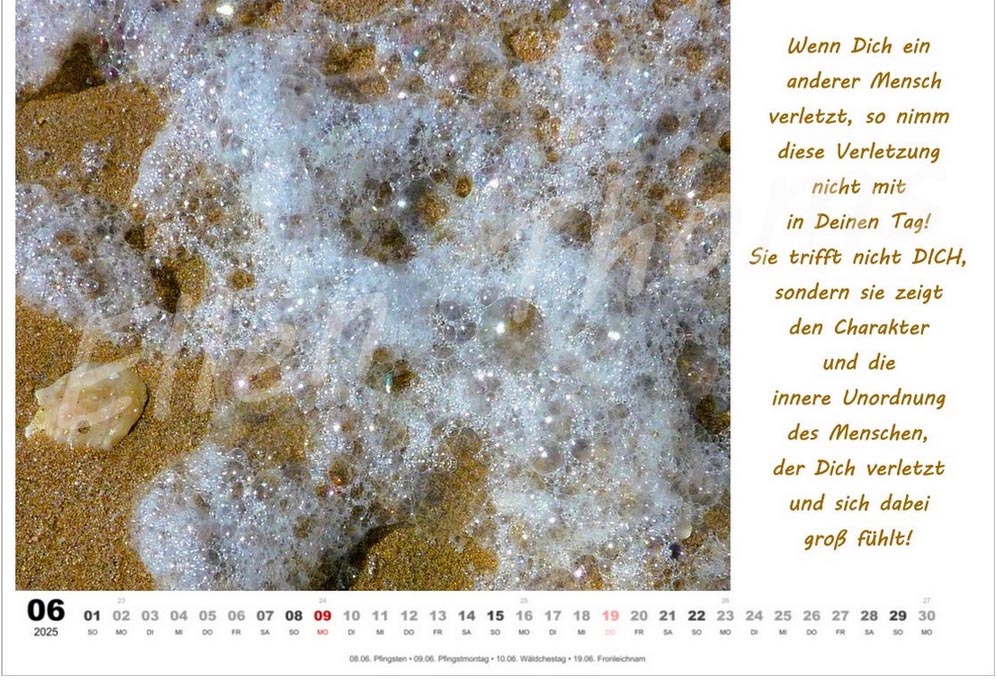 Wenn Dich ein
anderer Mensch
verletzt, so nimm
diese Verletzung
nicht mit
in Deinen Tag!
Sie trifft nicht DICH,
sondern sie zeigt
den Charakter
und die
innere Unordnung
des Menschen,
der Dich verletzt
und sich dabei
groß fühlt!
Ellen Thoms
23 24 25 26 27
06 01 02 03 04 05 06 07 08 09 10 11 12 13 14 15 16 17 18 19 20 21 22 23 24 25 26 27 28 29 30
2025 SO MO DI MI DO FR SA SO MO DI MI DO FR SA SO MO DI MI DO FR SA SO MO DI MI DO FR SA SO MO
08.06. Pfingsten • 09.06. Pfingstmontag • 10.06. Wäldchestag • 19.06. Fronleichnam